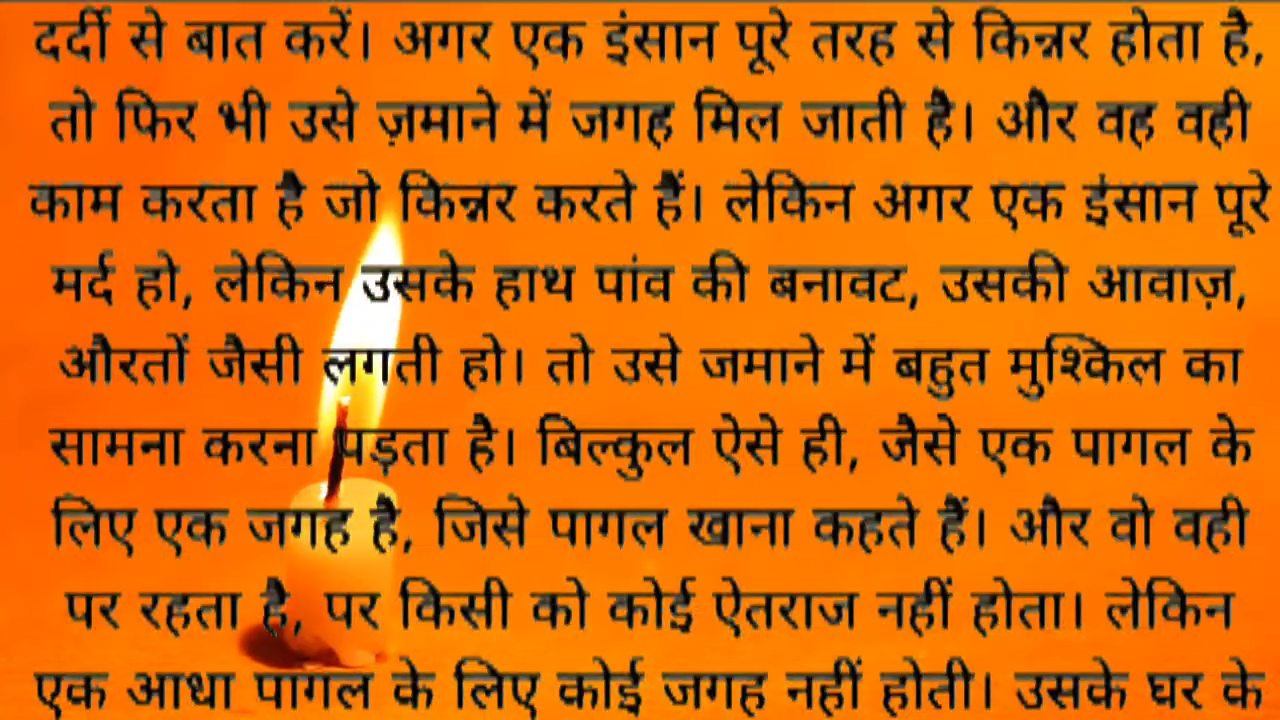 दर्दी से बात करें। अगर एक इंसान पूरे तरह से किन्नर होता है,
तो फिर भी उसे ज़माने में जगह मिल जाती है। और वह वही
काम करता है जो किन्नर करते हैं। लेकिन अगर एक इंसान पूरे
मर्द हो, लेकिन उसके हाथ पांव की बनावट, उसकी आवाज़,
औरतों जैसी लगती हो। तो उसे जमाने में बहुत मुश्किल का
सामना करना पड़ता है। बिल्कुल ऐसे ही, जैसे एक पागल के
लिए एक जगह है, जिसे पागल खाना कहते हैं। और वो वही
पर रहता है, पर किसी को कोई ऐतराज नहीं होता। लेकिन
एक आधा पागल के लिए कोई जगह नहीं होती। उसके घर के